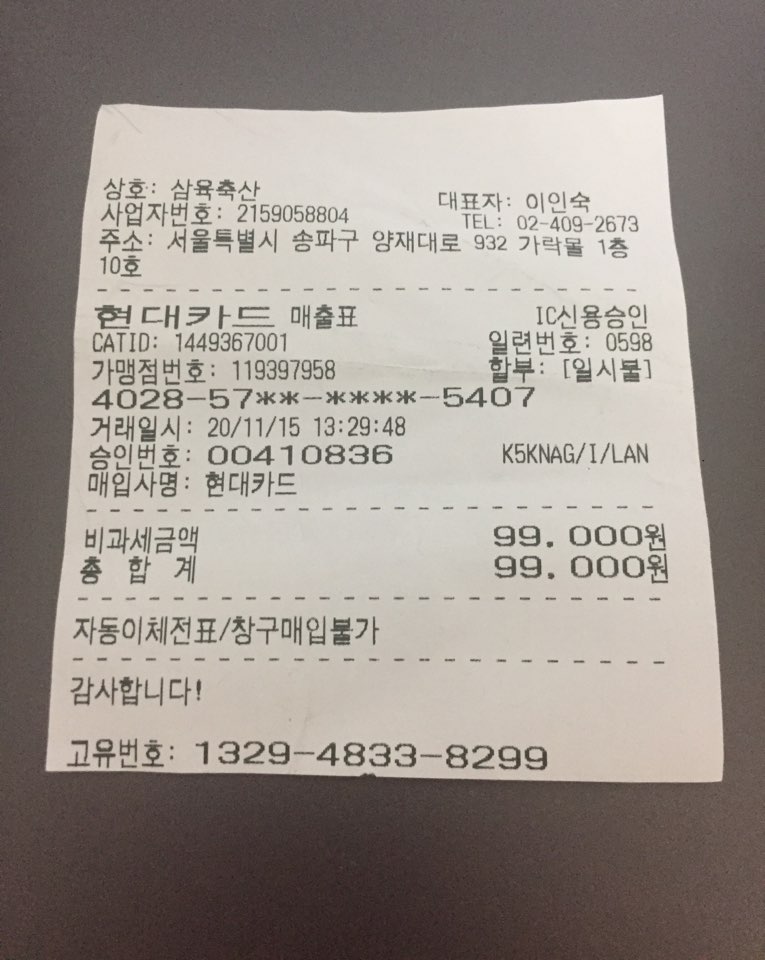 상호: 삼육축산 대표자: 이인숙
사업자번호: 2159058804 TEL: 02-409-2673
주소: 서울특별시 송파구 양재대로 932 가락몰 1층
10호
현대카드 매출표 IC신용승인
CATID: 1449367001 일련번호: 0598
가맹점번호: 119397958 할부: [일시불]
4028-57**-****-5407
거래일시: 20/11/15 13:29:48
승인번호: 00410836 K5KNAG/I/LAN
매입사명: 현대카드
비과세금액 99.000원
총 합 계 99.000원
자동이체전표/창구매입불가
감사합니다!
고유번호: 1329-4833-8299